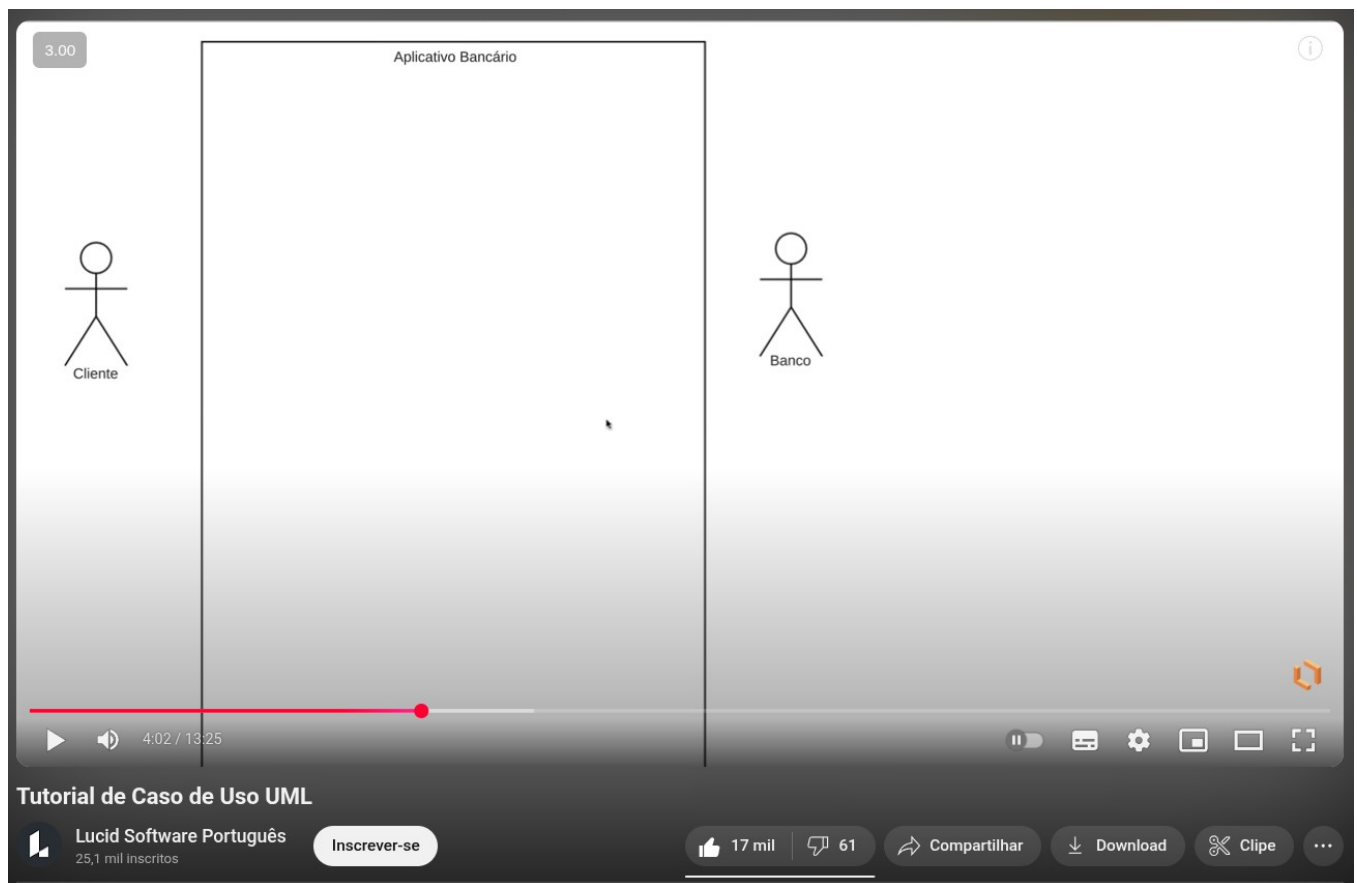 3.00
Aplicativo Bancário
Cliente
Banco
4:02 / 13:25
Tutorial de Caso de Uso UML
Lucid Software Português
25,1 mil inscritos
Inscrever-se
17 mil
61
Compartilhar
Download
Clipe